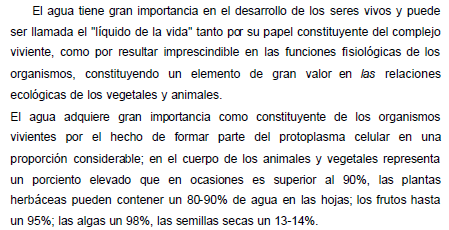 El agua tiene gran importancia en el desarrollo de los seres vivos y puede
ser llamada el "líquido de la vida" tanto por su papel constituyente del complejo
viviente, como por resultar imprescindible en las funciones fisiológicas de los
organismos, constituyendo un elemento de gran valor en las relaciones
ecológicas de los vegetales y animales.
El agua adquiere gran importancia como constituyente de los organismos
vivientes por el hecho de formar parte del protoplasma celular en una
proporción considerable; en el cuerpo de los animales y vegetales representa
un porciento elevado que en ocasiones es superior al 90%, las plantas
herbáceas pueden contener un 80-90% de agua en las hojas; los frutos hasta
un 95%; las algas un 98%, las semillas secas un 13-14%.